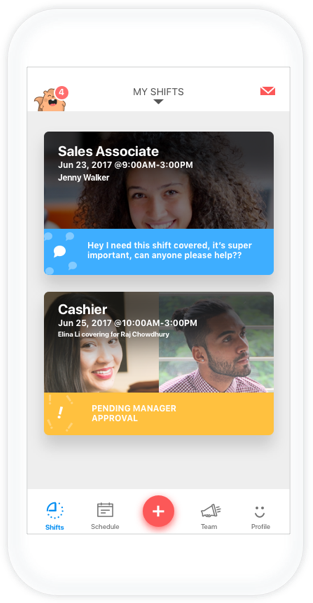 4
MY SHIFTS
Sales Associate
Jun 23, 2017 @9:00AM-3:00PM
Jenny Walker
Hey I need this shift covered, it's super
important, can anyone please help??
Cashier
Jun 25, 2017 @10:00AM-3:00PM
Elina Li covering for Raj Chowdhury
PENDING MANAGER
APPROVAL
Shifts
Schedule
Team
Profile